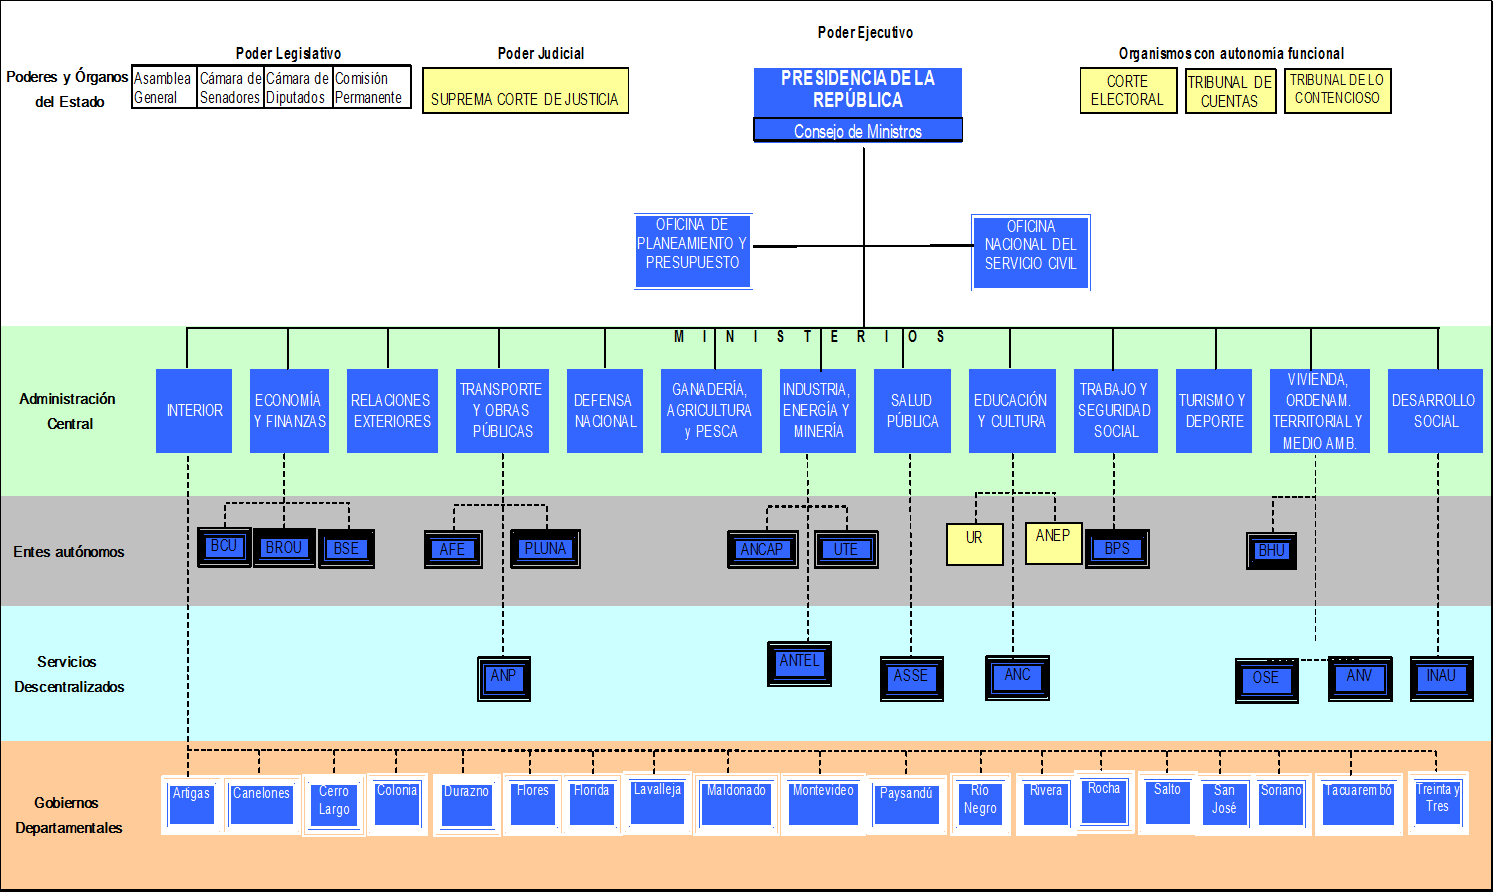 Poder Ejecutivo
Poder Legislativo
Poder Judicial
Organismos con autonomía funcional
Poderes y Órganos
del Estado
Asamblea
General
Cámara de
Senadores
Cámara de
Diputados
Comisión
Permanente
SUPREMA CORTE DE JUSTICIA
PRESIDENCIA DE LA
REPÚBLICA
Consejo de Ministros
CORTE
ELECTORAL
TRIBUNAL DE
CUENTAS
TRIBUNAL DE LO
CONTENCIOSO
OFICINA DE
PLANEAMIENTO Y
PRESUPUESTO
OFICINA
NACIONAL DEL
SERVICIO CIVIL
MINISTERIOS
Administración
Central
INTERIOR
ECONOMÍA
Y FINANZAS
RELACIONES
EXTERIORES
TRANSPORTE
Y OBRAS
PÚBLICAS
DEFENSA
NACIONAL
GANADERÍA,
AGRICULTURA
y PESCA
INDUSTRIA,
ENERGÍA Y
MINERÍA
SALUD
PÚBLICA
EDUCACIÓN
Y CULTURA
TRABAJO Y
SEGURIDAD
SOCIAL
TURISMO Y
DEPORTE
VIVIENDA,
ORDENAM.
TERRITORIAL Y
MEDIO AMB.
DESARROLLO
SOCIAL
Entes autónomos
BCU
BROU
BSE
AFE
PLUNA
ANCAP
UTE
UR
ANEP
BPS
BHU
Servicios
Descentralizados
ANP
ANTEL
ASSE
ANC
OSE
ANV
INAU
Gobiernos
Departamentales
Artigas
Canelones
Cerro
Largo
Colonia
Durazno
Flores
Florida
Lavalleja
Maldonado
Montevideo
Paysandú
Río
Negro
Rivera
Rocha
Salto
San
José
Soriano
Tacuarembó
Treinta y
Tres